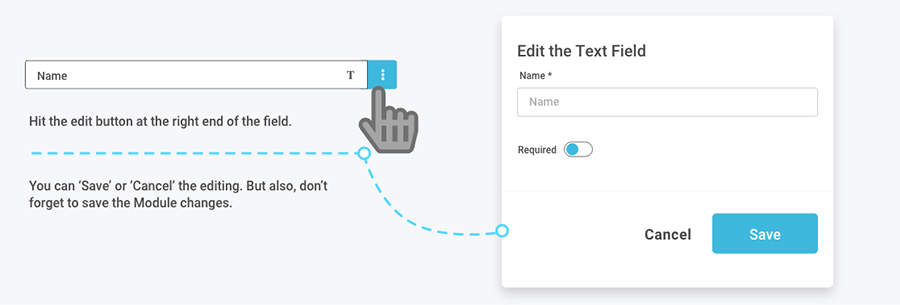 Name T
Hit the edit button at the right end of the field.
You can ‘Save’ or ‘Cancel’ the editing. But also, don’t
forget to save the Module changes.
Edit the Text Field
Name *
Name
Required
Cancel
Save